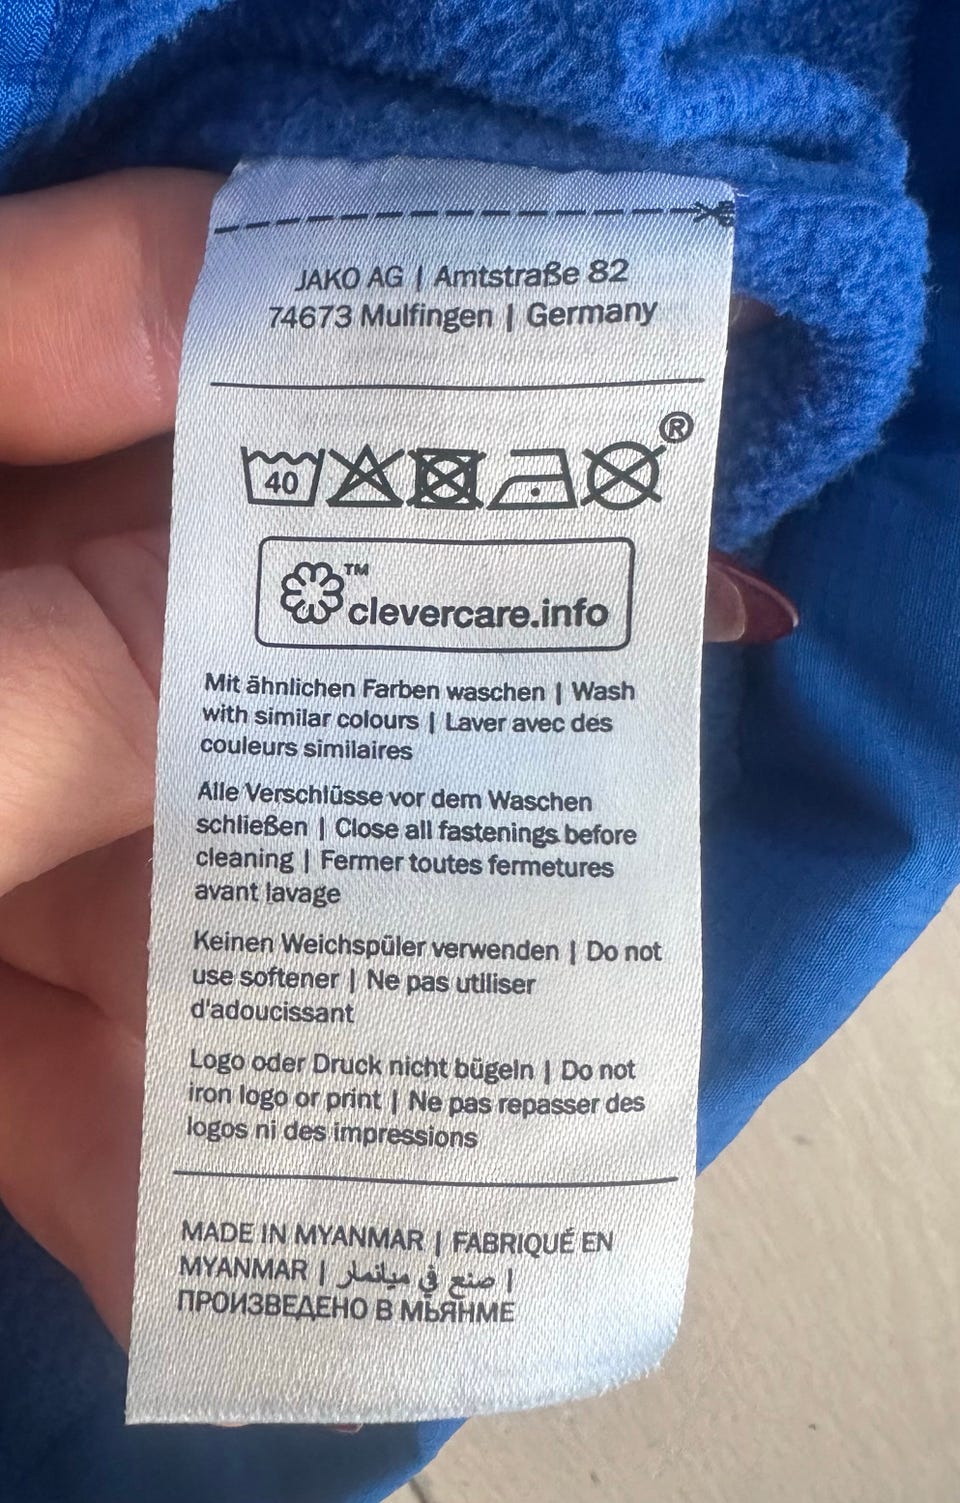 JAKO AG | Amtstraße 82
74673 Mulfingen | Germany
®
40
™
clevercare.info
Mit ähnlichen Farben waschen | Wash
with similar colours | Laver avec des
couleurs similaires
Alle Verschlüsse vor dem Waschen
schließen | Close all fastenings before
cleaning | Fermer toutes fermetures
avant lavage
Keinen Weichspüler verwenden | Do not
use softener | Ne pas utiliser
d'adoucissant
Logo oder Druck nicht bügeln | Do not
iron logo or print | Ne pas repasser des
logos ni des impressions
MADE IN MYANMAR | FABRIQUÉ EN
MYANMAR | صنع في ميانمار |
ПРОИЗВЕДЕНО В МЬЯНМЕ